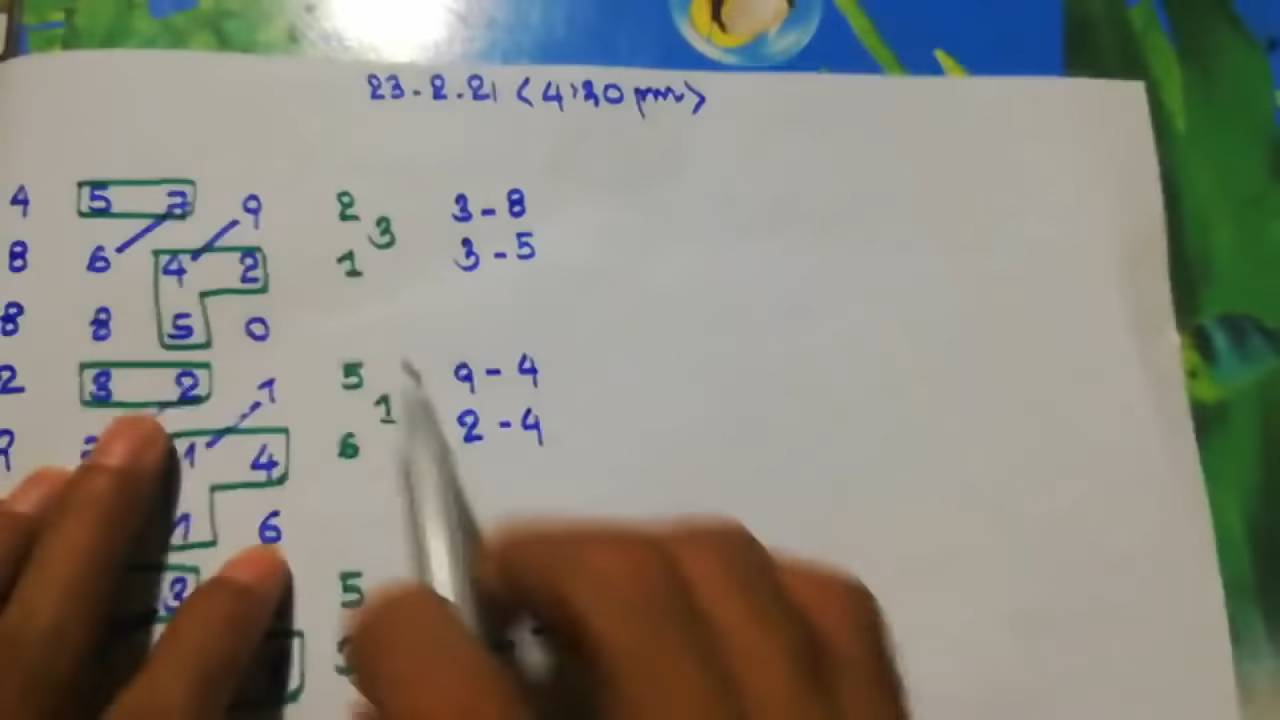 23.2.21 (4:30 pm)
4 5 7 9 2 3 3-8
8 6 4 2 1 3-5
8 8 5 0
2 3 2 1 5 1 9-4
1 4 6 2-4
1 6
3 5